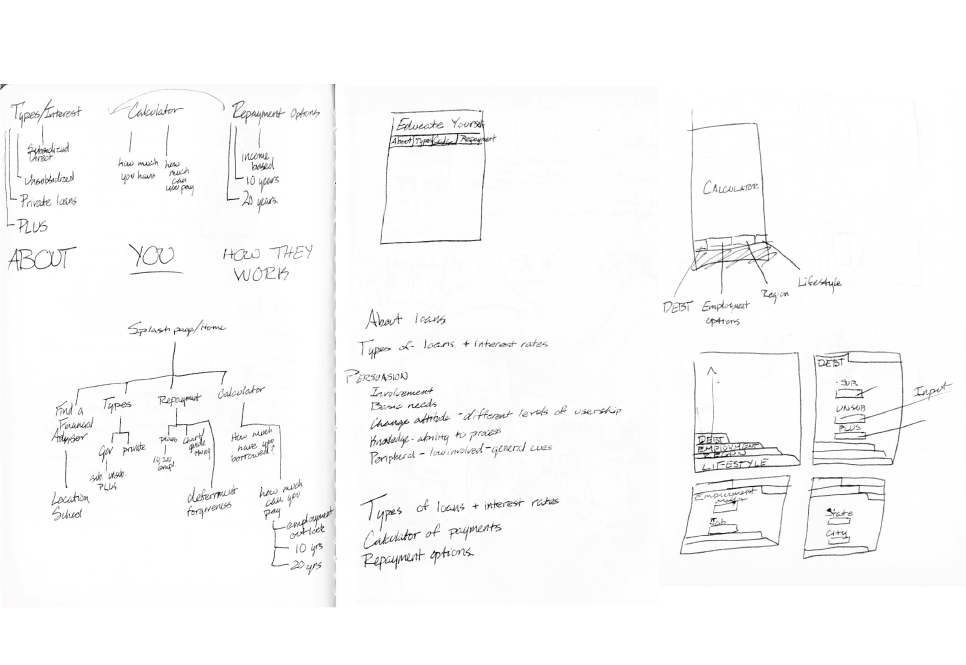 Types/Interest
Subsidized
Direct
Unsobsidized
Private loans
PLUS
Calculator
how much
you have
how
much
can
you pay
Repayment Options
income
based
10 years
20 years
ABOUT
YOU
HOW THEY
WORK
Splash page/Home
Find a
Financial
Advisor
Location
School
Types
Gov private
sub unsub
PLUS
Repayment
plans
10, 20
chart/
guide
thing
deferrment
forgiveness
Calculator
How much
have you
borrowed?
how much
can you
pay
employment
outlook
10 yrs
20 yrs
Educate Yourself
About Types Calcu. Repayment
About loans
Types of loans + interest rates
PERSUASION
Involvement
Basic needs
Change attitude - different levels of usership
Knowledge - ability to process
Peripheral - low involved - general cues
Types of loans + interest rates
Calculator of payments
Repayment options
CALCULATOR
DEBT
Employment
options
Region
Lifestyle
DEBT
EMPLOYMENT
REGION
LIFESTYLE
DEBT
SUB
UNSUB
PLUS
Input
Employment
Major
Job
State
City